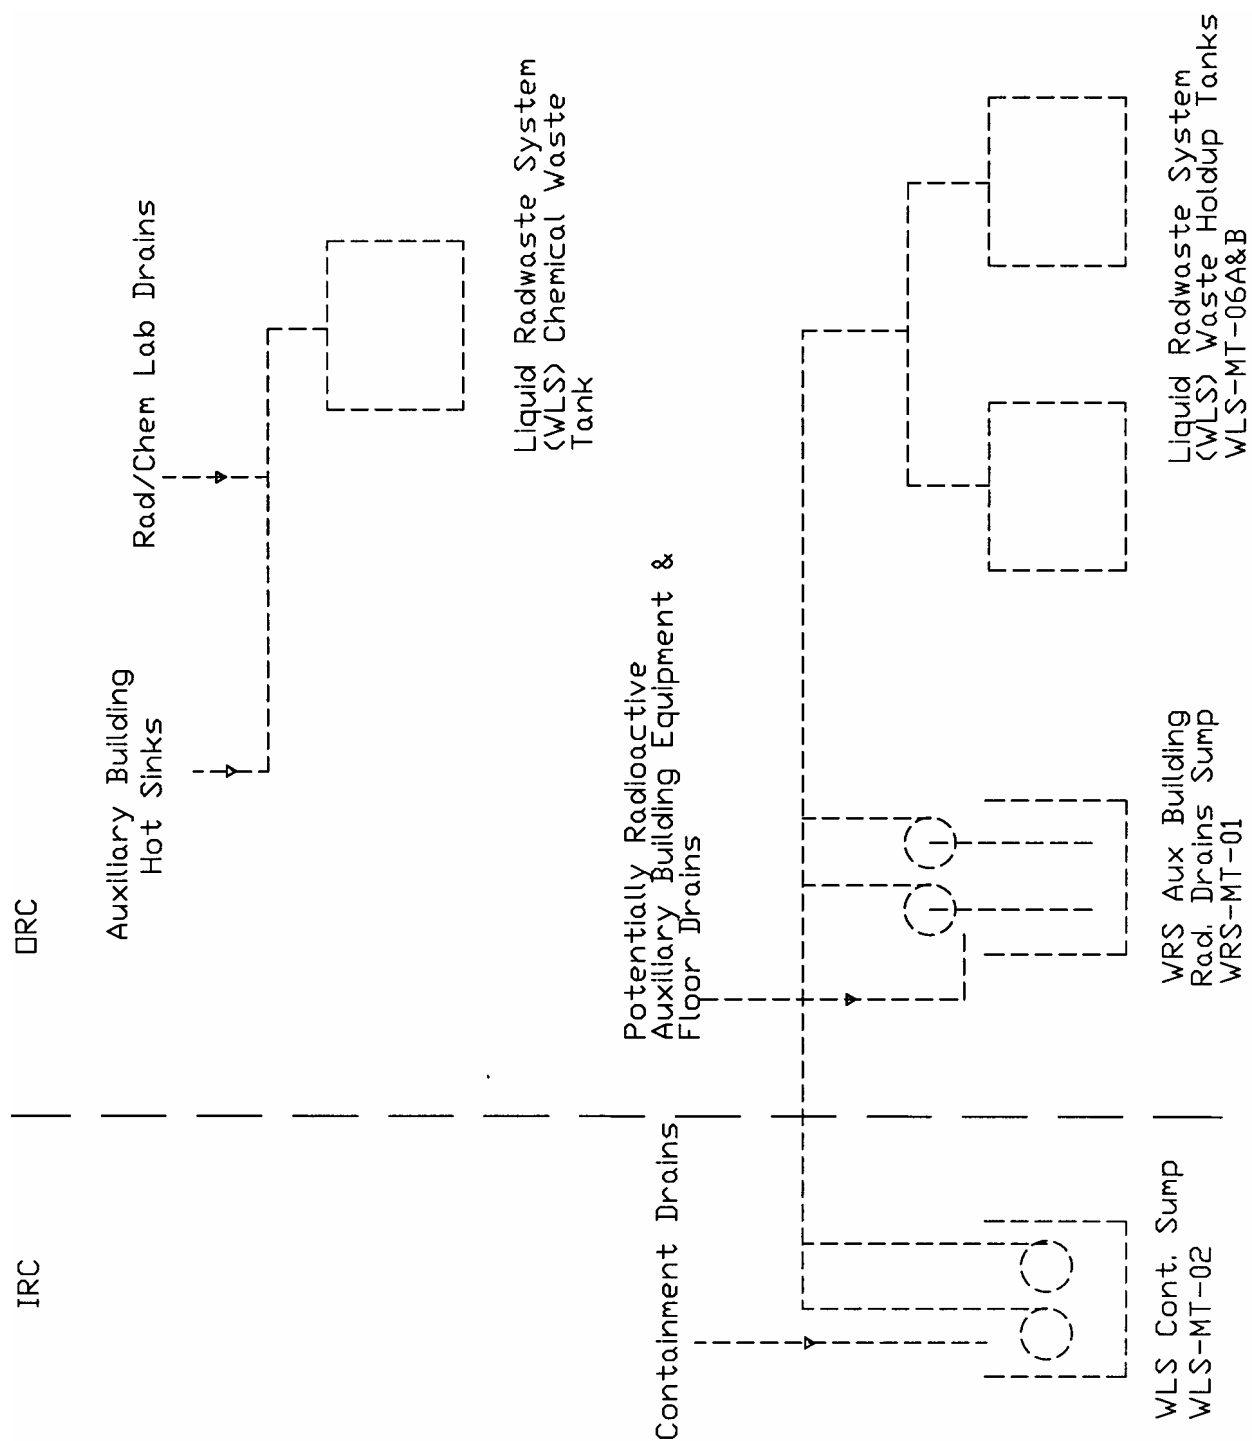 IRC
ORC
Auxiliary Building
Hot Sinks
Rad/Chem Lab Drains
Liquid Radwaste System
(WLS) Chemical Waste
Tank
Containment Drains
Potentially Radioactive
Auxiliary Building Equipment &
Floor Drains
WLS Cont. Sump
WLS-MT-02
WRS Aux Building
Rad. Drains Sump
WRS-MT-01
Liquid Radwaste System
(WLS) Waste Holdup Tanks
WLS-MT-06A&B